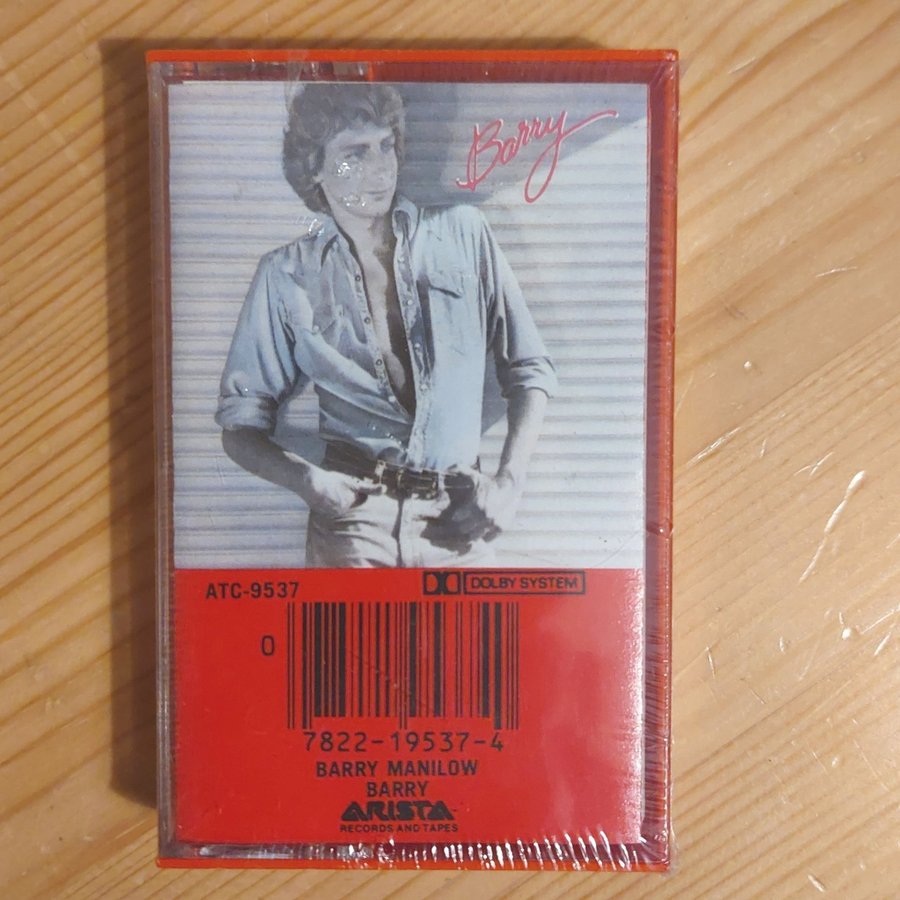 Barry
ATC-9537
DOLBY SYSTEM
0
7822-19537-4
BARRY MANILOW
BARRY
ARISTA
RECORDS AND TAPES